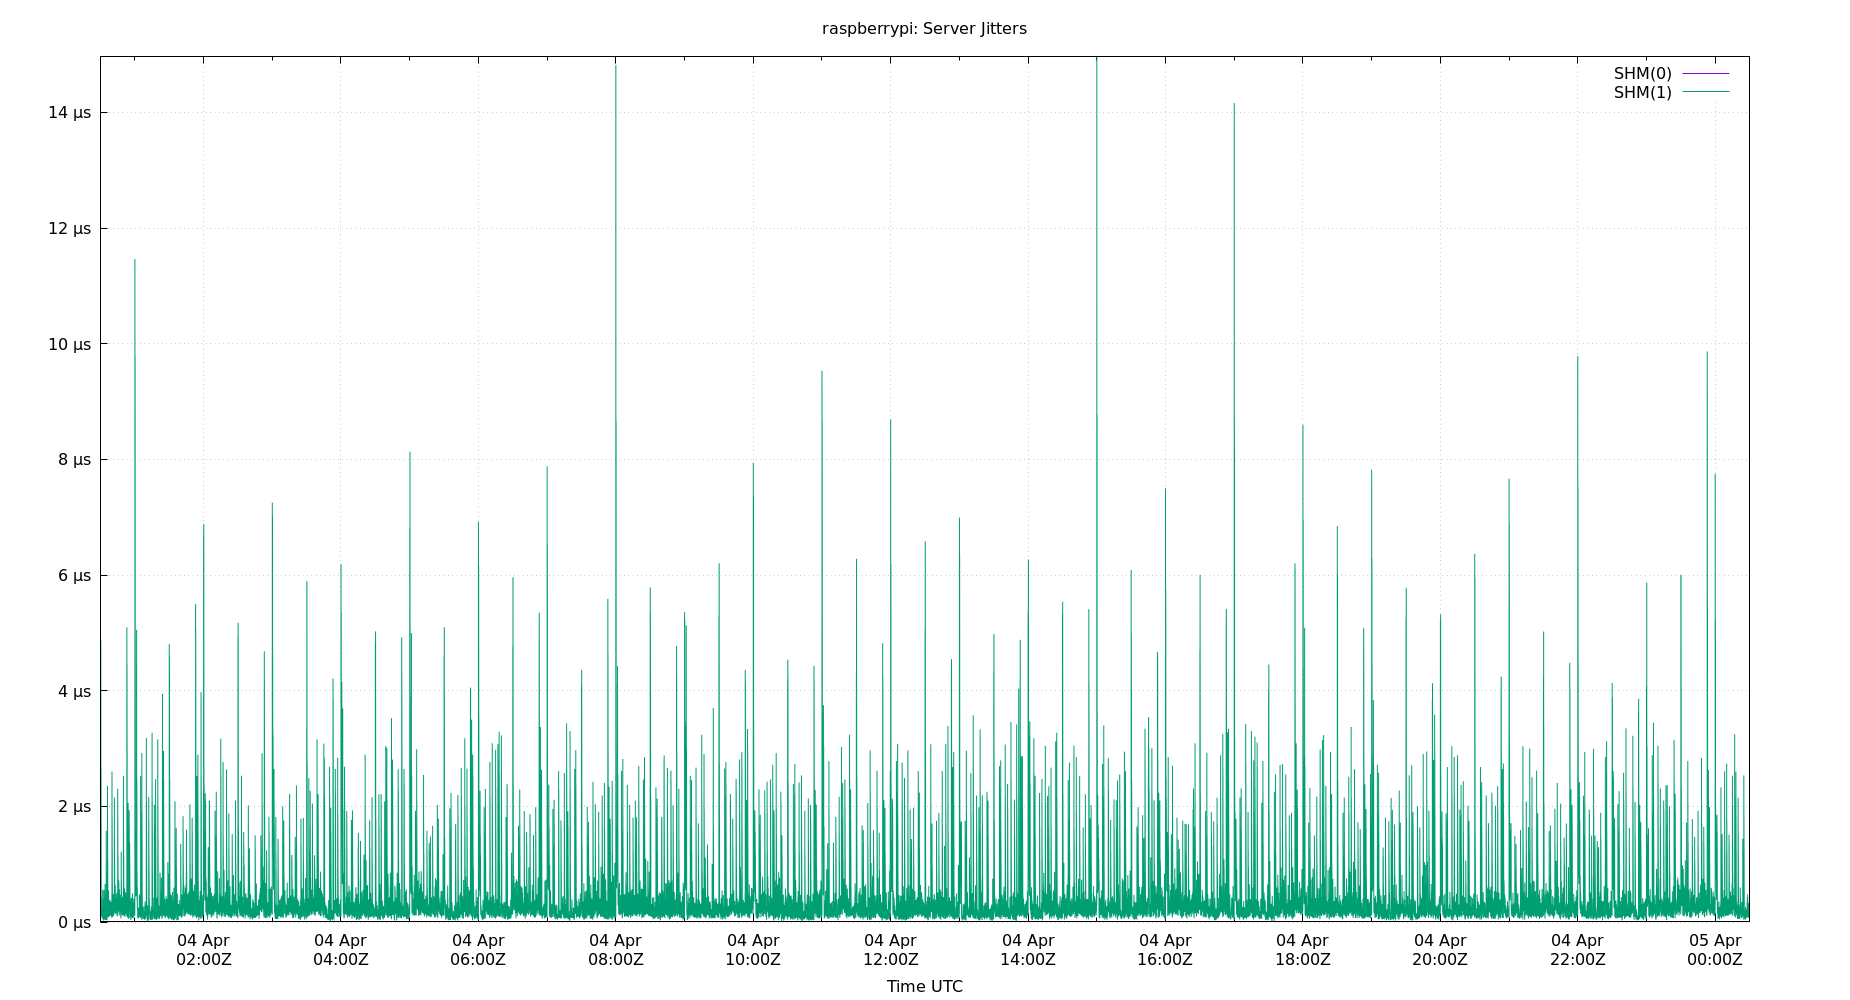 raspberrypi: Server Jitters
SHM(0)
SHM(1)
14 µs
12 µs
10 µs
8 µs
6 µs
4 µs
2 µs
0 µs
04 Apr 04 Apr 04 Apr 04 Apr 04 Apr 04 Apr 04 Apr 04 Apr 04 Apr 04 Apr 04 Apr 05 Apr
02:00Z 04:00Z 06:00Z 08:00Z 10:00Z 12:00Z 14:00Z 16:00Z 18:00Z 20:00Z 22:00Z 00:00Z
Time UTC